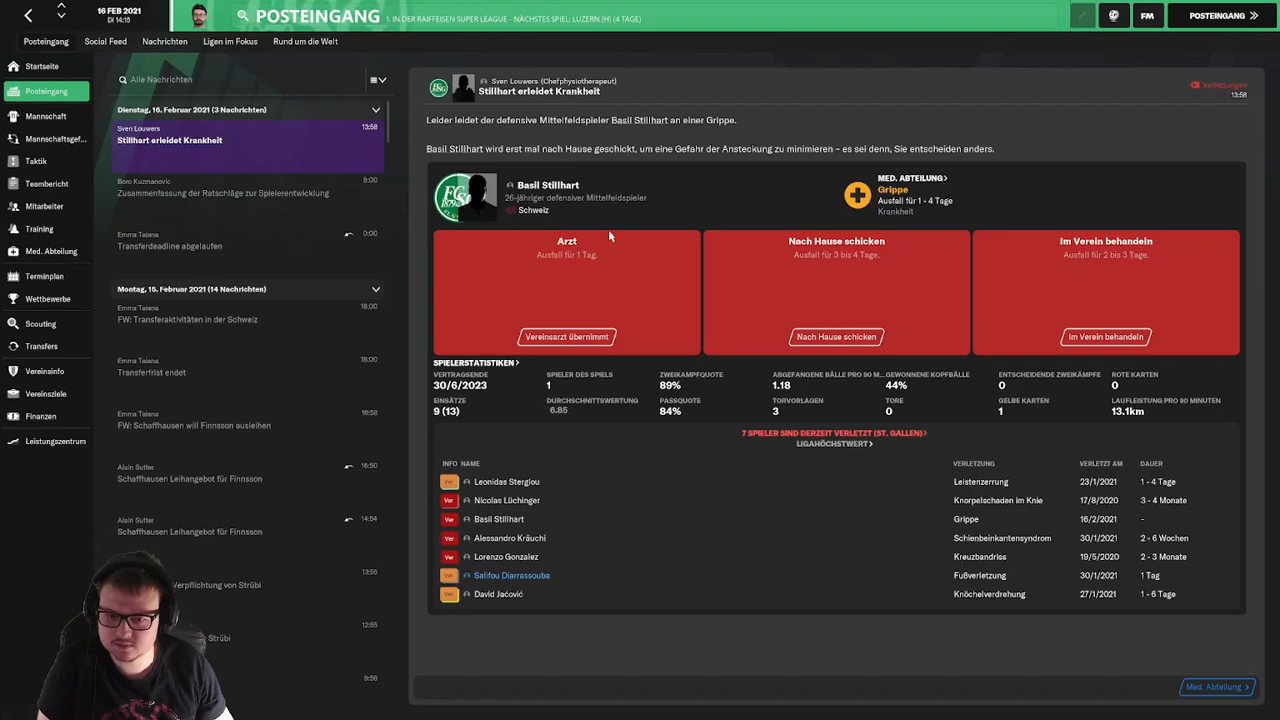 16 FEB 2021
DI 14:15
POSTEINGANG
1. IN DER RAIFFEISEN SUPER LEAGUE - NÄCHSTES SPIEL: LUZERN (H) (4 TAGE)
FM
POSTEINGANG
Posteingang
Social Feed
Nachrichten
Ligen im Fokus
Rund um die Welt
Startseite
Posteingang
Mannschaft
Mannschaftsgef...
Taktik
Teambericht
Mitarbeiter
Training
Med. Abteilung
Terminplan
Wettbewerbe
Scouting
Transfers
Vereinsinfo
Vereinsziele
Finanzen
Leistungszentrum
Alle Nachrichten
Dienstag, 16. Februar 2021 (3 Nachrichten)
Sven Louwers 13:58
Stillhart erleidet Krankheit
Boro Kuzmanovic 9:00
Zusammenfassung der Ratschläge zur Spielerentwicklung
Emma Taiana 0:00
Transferdeadline abgelaufen
Montag, 15. Februar 2021 (14 Nachrichten)
Emma Taiana 18:00
FW: Transferaktivitäten in der Schweiz
Emma Taiana 18:00
Transferfrist endet
Emma Taiana 16:58
FW: Schaffhausen will Finnsson ausleihen
Alain Sutter 16:50
Schaffhausen Leihangebot für Finnsson
Alain Sutter 14:54
Schaffhausen Leihangebot für Finnsson
13:55
Verpflichtung von Strübi
12:55
Strübi
9:58
Sven Louwers (Chefphysiotherapeut)
Stillhart erleidet Krankheit
Verletzungen
13:58
Leider leidet der defensive Mittelfeldspieler Basil Stillhart an einer Grippe.
Basil Stillhart wird erst mal nach Hause geschickt, um eine Gefahr der Ansteckung zu minimieren – es sei denn, Sie entscheiden anders.
Basil Stillhart
26-jähriger defensiver Mittelfeldspieler
Schweiz
MED. ABTEILUNG
Grippe
Ausfall für 1 - 4 Tage
Krankheit
Arzt
Ausfall für 1 Tag.
Vereinsarzt übernimmt
Nach Hause schicken
Ausfall für 3 bis 4 Tage.
Nach Hause schicken
Im Verein behandeln
Ausfall für 2 bis 3 Tage.
Im Verein behandeln
SPIELERSTATISTIKEN
VERTRAGSENDE SPIELER DES SPIELS ZWEIKAMPFQUOTE ABGEFANGENE BÄLLE PRO 90 M... GEWONNENE KOPFBÄLLE ENTSCHEIDENDE ZWEIKÄMPFE ROTE KARTEN
30/6/2023 1 89% 1.18 44% 0 0
EINSÄTZE DURCHSCHNITTSWERTUNG PASSQUOTE TORVORLAGEN TORE GELBE KARTEN LAUFLEISTUNG PRO 90 MINUTEN
9 (13) 6.85 84% 3 0 1 13.1km
7 SPIELER SIND DERZEIT VERLETZT (ST. GALLEN)
LIGAHÖCHSTWERT
INFO NAME VERLETZUNG VERLETZT AM DAUER
Ver Leonidas Stergiou Leistenzerrung 23/1/2021 1 - 4 Tage
Ver Nicolas Lüchinger Knorpelschaden im Knie 17/8/2020 3 - 4 Monate
Ver Basil Stillhart Grippe 16/2/2021 -
Ver Alessandro Kräuchi Schienbeinkantensyndrom 30/1/2021 2 - 6 Wochen
Ver Lorenzo Gonzalez Kreuzbandriss 19/5/2020 2 - 3 Monate
Ver Salifou Diarrassouba Fußverletzung 30/1/2021 1 Tag
Ver David Jaćović Knöchelverdrehung 27/1/2021 1 - 6 Tage
Med. Abteilung